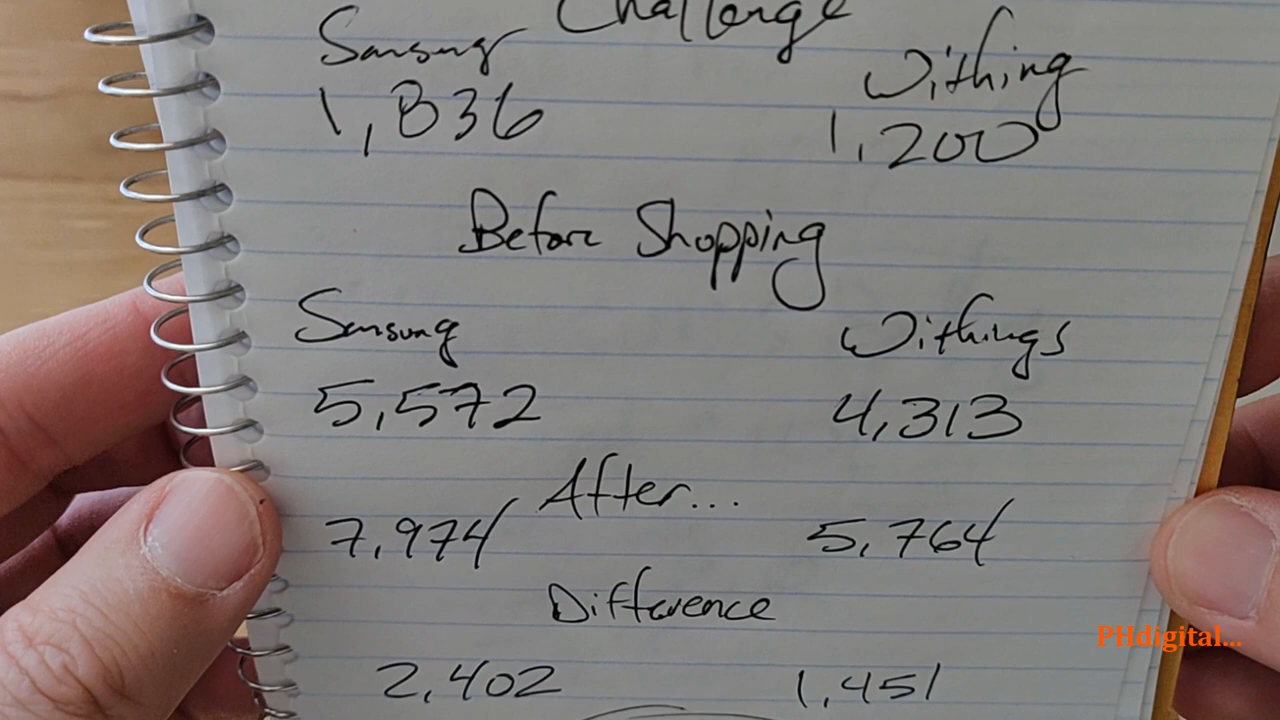 Challenge
Samsung Withing
1,836 1,200
Before Shopping
Samsung Withings
5,572 4,313
After...
7,974 5,764
Difference
2,402 1,451
PHdigital...